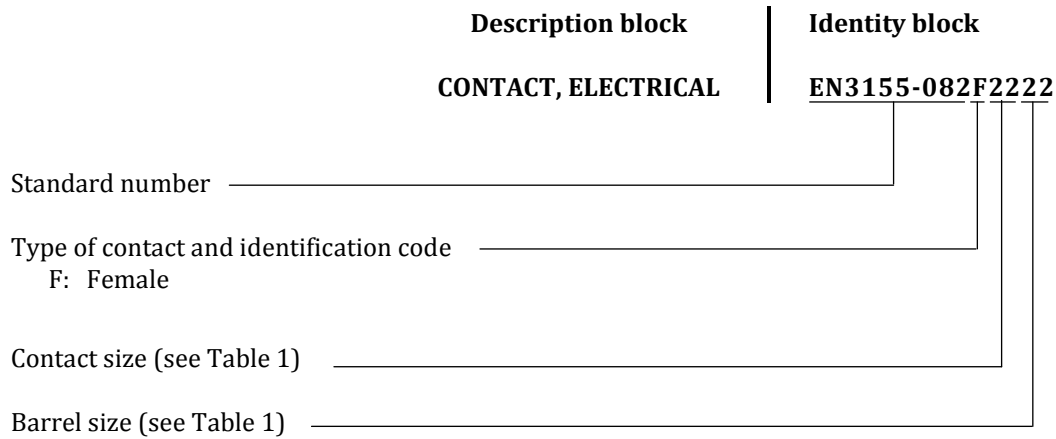 Description block Identity block
CONTACT, ELECTRICAL EN3155-082F2222
Standard number
Type of contact and identification code
F: Female
Contact size (see Table 1)
Barrel size (see Table 1)